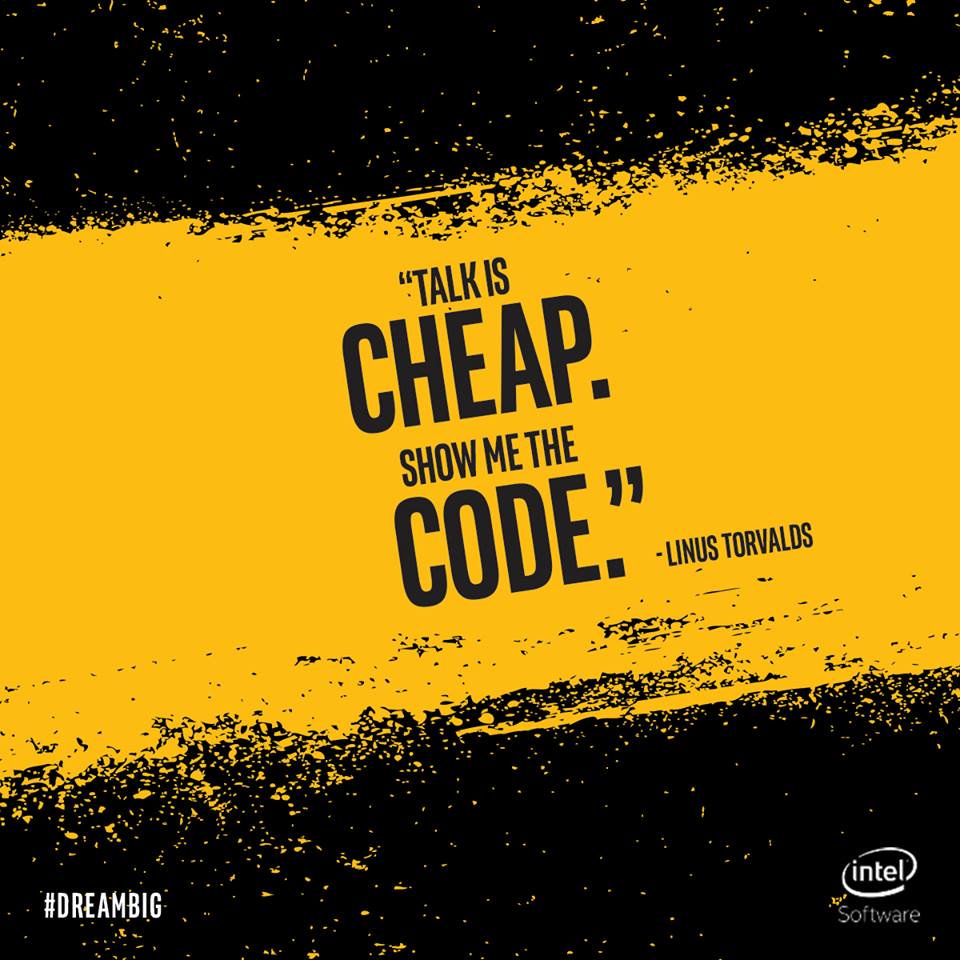 “TALK IS
CHEAP.
SHOW ME THE
CODE.”
- LINUS TORVALDS
#DREAMBIG
intel
Software